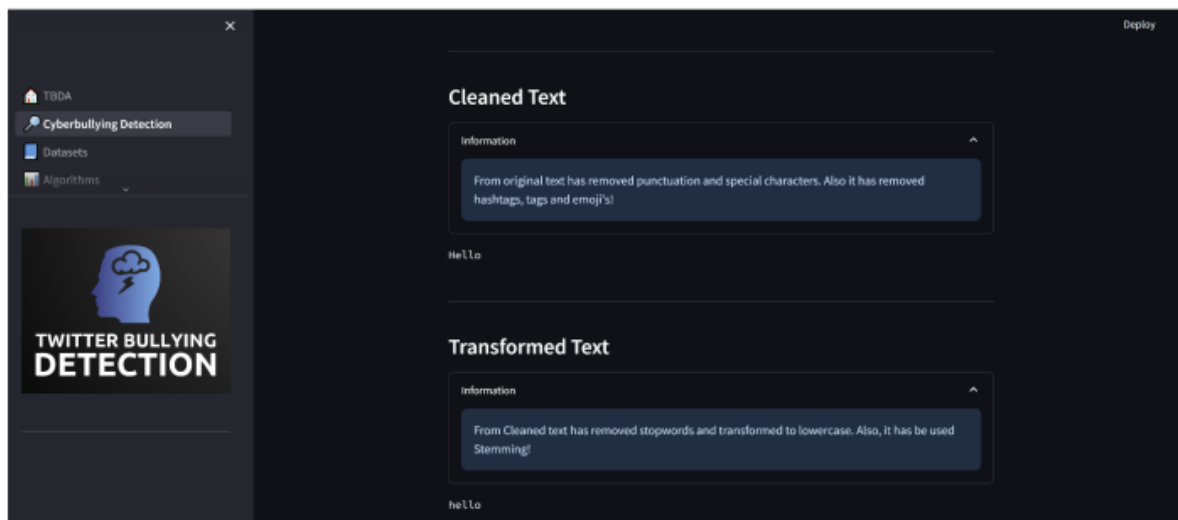 Deploy
TBDA
Cyberbullying Detection
Datasets
Algorithms
TWITTER BULLYING
DETECTION
Cleaned Text
Information
From original text has removed punctuation and special characters. Also it has removed
hashtags, tags and emoji's!
Hello
Transformed Text
Information
From Cleaned text has removed stopwords and transformed to lowercase. Also, it has be used
Stemming!
hello